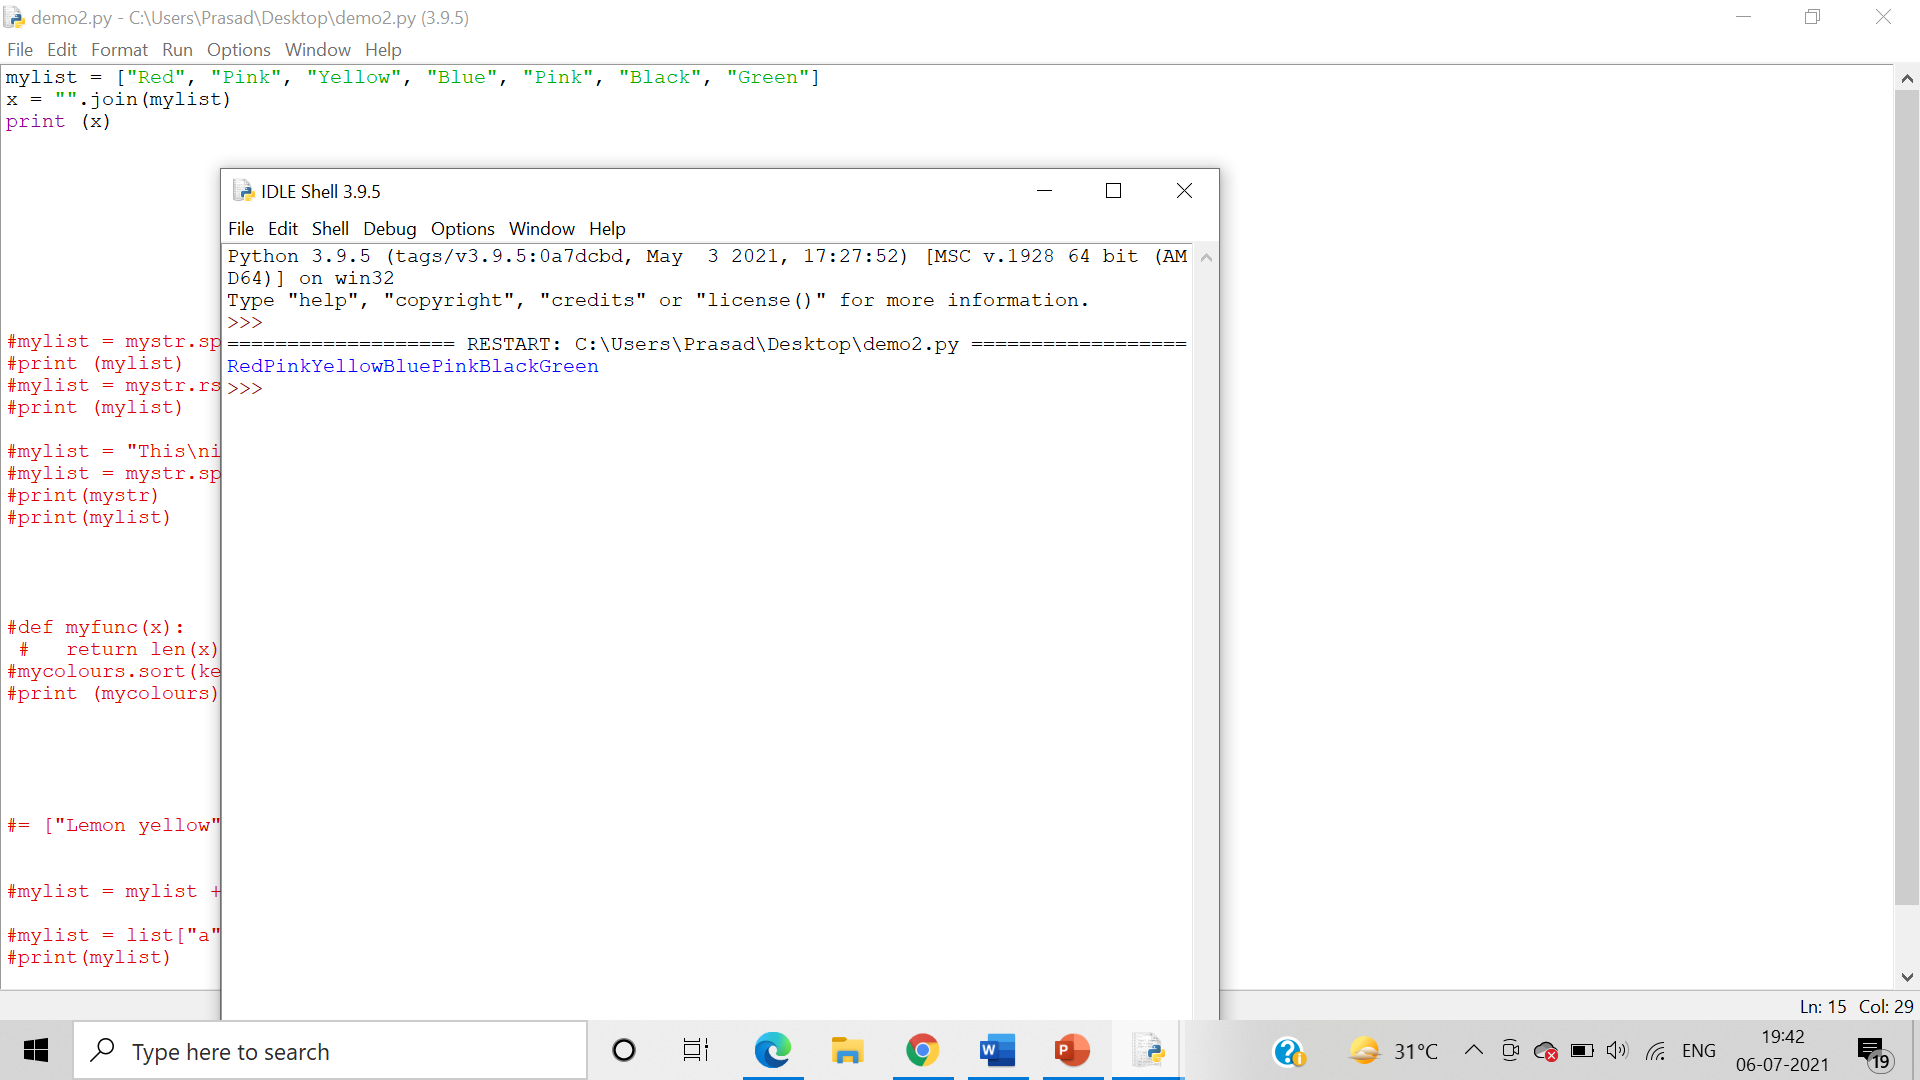 demo2.py - C:\Users\Prasad\Desktop\demo2.py (3.9.5)
File Edit Format Run Options Window Help
mylist = ["Red", "Pink", "Yellow", "Blue", "Pink", "Black", "Green"]
x = "".join(mylist)
print (x)
IDLE Shell 3.9.5
File Edit Shell Debug Options Window Help
Python 3.9.5 (tags/v3.9.5:0a7dcbd, May  3 2021, 17:27:52) [MSC v.1928 64 bit (AM
D64)] on win32
Type "help", "copyright", "credits" or "license()" for more information.
>>>
=================== RESTART: C:\Users\Prasad\Desktop\demo2.py ==================
RedPinkYellowBluePinkBlackGreen
>>>
#mylist = mystr.sp
#print (mylist)
#mylist = mystr.rs
#print (mylist)
#mylist = "This\ni
#mylist = mystr.sp
#print(mystr)
#print(mylist)
#def myfunc(x):
#   return len(x)
#mycolours.sort(ke
#print (mycolours)
#= ["Lemon yellow"
#mylist = mylist +
#mylist = list["a"
#print(mylist)
Ln: 15 Col: 29
Type here to search
31°C
ENG
19:42
06-07-2021
19